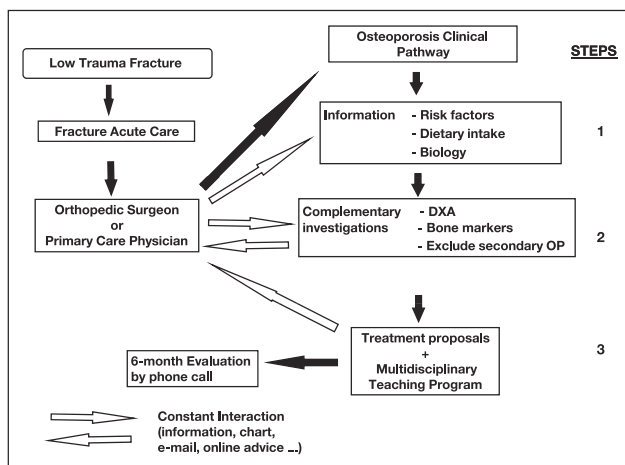 Low Trauma Fracture
Fracture Acute Care
Orthopedic Surgeon
or
Primary Care Physician
Osteoporosis Clinical
Pathway
STEPS
Information - Risk factors
- Dietary intake
- Biology
1
Complementary - DXA
investigations - Bone markers
- Exclude secondary OP
2
Treatment proposals
+
Multidisciplinary
Teaching Program
3
6-month Evaluation
by phone call
Constant Interaction
(information, chart,
e-mail, online advice ...)